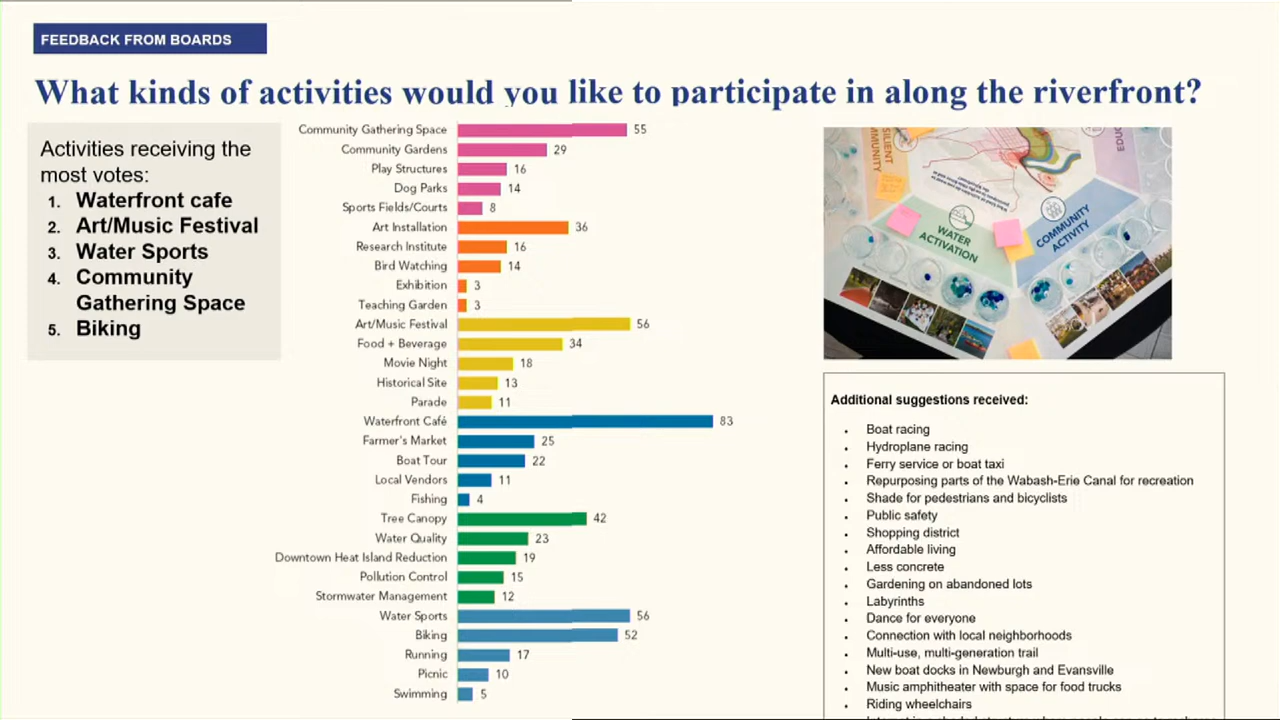 FEEDBACK FROM BOARDS
What kinds of activities would you like to participate in along the riverfront?
Activities receiving the
most votes:
1. Waterfront cafe
2. Art/Music Festival
3. Water Sports
4. Community
Gathering Space
5. Biking
Community Gathering Space 55
Community Gardens 29
Play Structures 16
Dog Parks 14
Sports Fields/Courts 8
Art Installation 36
Research Institute 16
Bird Watching 14
Exhibition 3
Teaching Garden 3
Art/Music Festival 56
Food + Beverage 34
Movie Night 18
Historical Site 13
Parade 11
Waterfront Café 83
Farmer's Market 25
Boat Tour 22
Local Vendors 11
Fishing 4
Tree Canopy 42
Water Quality 23
Downtown Heat Island Reduction 19
Pollution Control 15
Stormwater Management 12
Water Sports 56
Biking 52
Running 17
Picnic 10
Swimming 5
COMMUNITY
WATER
ACTIVATION
COMMUNITY
ACTIVITY
Additional suggestions received:
• Boat racing
• Hydroplane racing
• Ferry service or boat taxi
• Repurposing parts of the Wabash-Erie Canal for recreation
• Shade for pedestrians and bicyclists
• Public safety
• Shopping district
• Affordable living
• Less concrete
• Gardening on abandoned lots
• Labyrinths
• Dance for everyone
• Connection with local neighborhoods
• Multi-use, multi-generation trail
• New boat docks in Newburgh and Evansville
• Music amphitheater with space for food trucks
• Riding wheelchairs